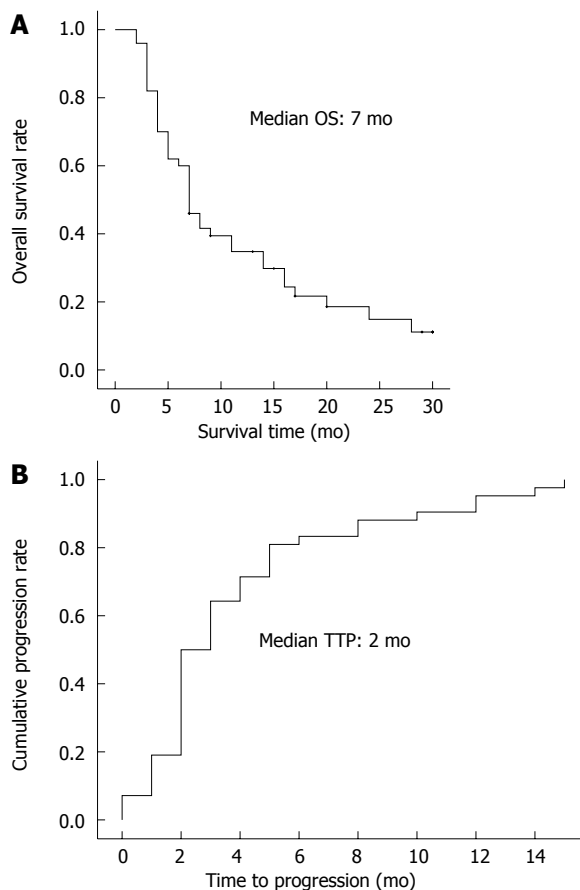 A
Overall survival rate
1.0
0.8
0.6
0.4
0.2
0.0
Median OS: 7 mo
0 5 10 15 20 25 30
Survival time (mo)
B
Cumulative progression rate
1.0
0.8
0.6
0.4
0.2
0.0
Median TTP: 2 mo
0 2 4 6 8 10 12 14
Time to progression (mo)